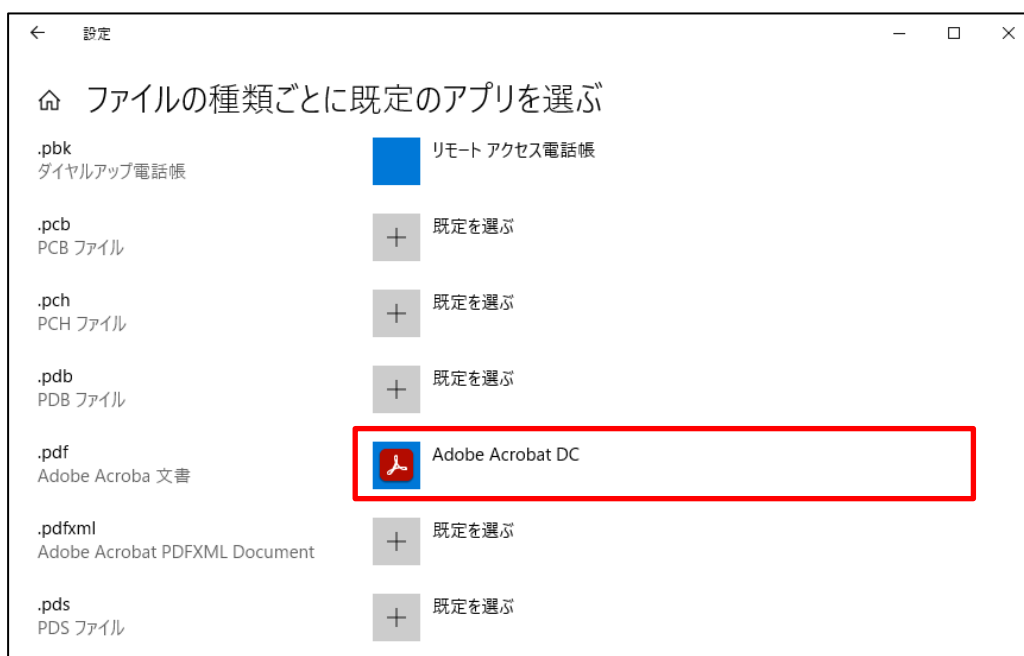 設定
ファイルの種類ごとに既定のアプリを選ぶ
.pbk
ダイヤルアップ電話帳
リモート アクセス電話帳
.pcb
PCB ファイル
既定を選ぶ
.pch
PCH ファイル
既定を選ぶ
.pdb
PDB ファイル
既定を選ぶ
.pdf
Adobe Acroba 文書
Adobe Acrobat DC
.pdfxml
Adobe Acrobat PDFXML Document
既定を選ぶ
.pds
PDS ファイル
既定を選ぶ